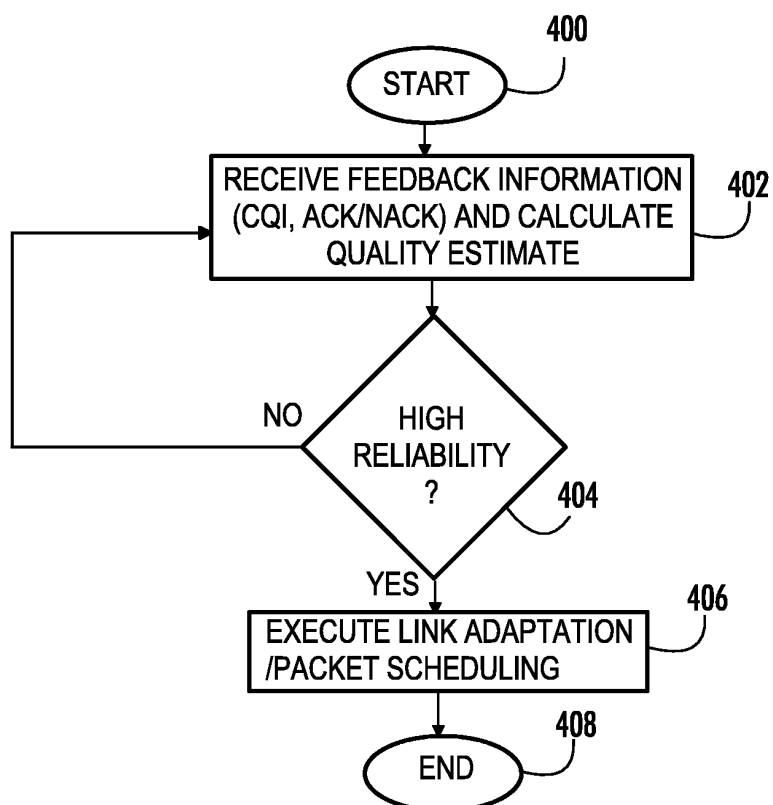 400
START
RECEIVE FEEDBACK INFORMATION
(CQI, ACK/NACK) AND CALCULATE
QUALITY ESTIMATE
402
NO
HIGH
RELIABILITY
?
404
YES
406
EXECUTE LINK ADAPTATION
/PACKET SCHEDULING
408
END